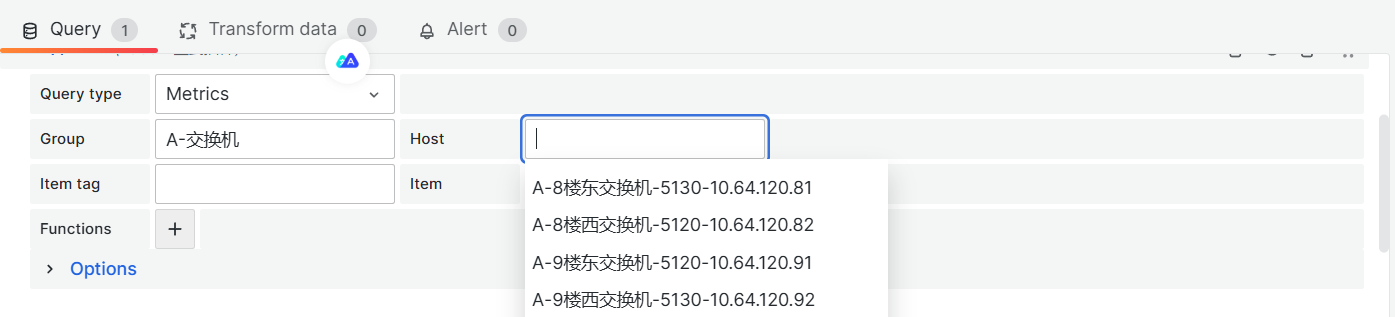 Query 1 Transform data 0 Alert 0
Query type Metrics
Group A-交换机 Host
Item tag Item
A-8楼东交换机-5130-10.64.120.81
A-8楼西交换机-5120-10.64.120.82
Functions +
A-9楼东交换机-5120-10.64.120.91
Options
A-9楼西交换机-5130-10.64.120.92